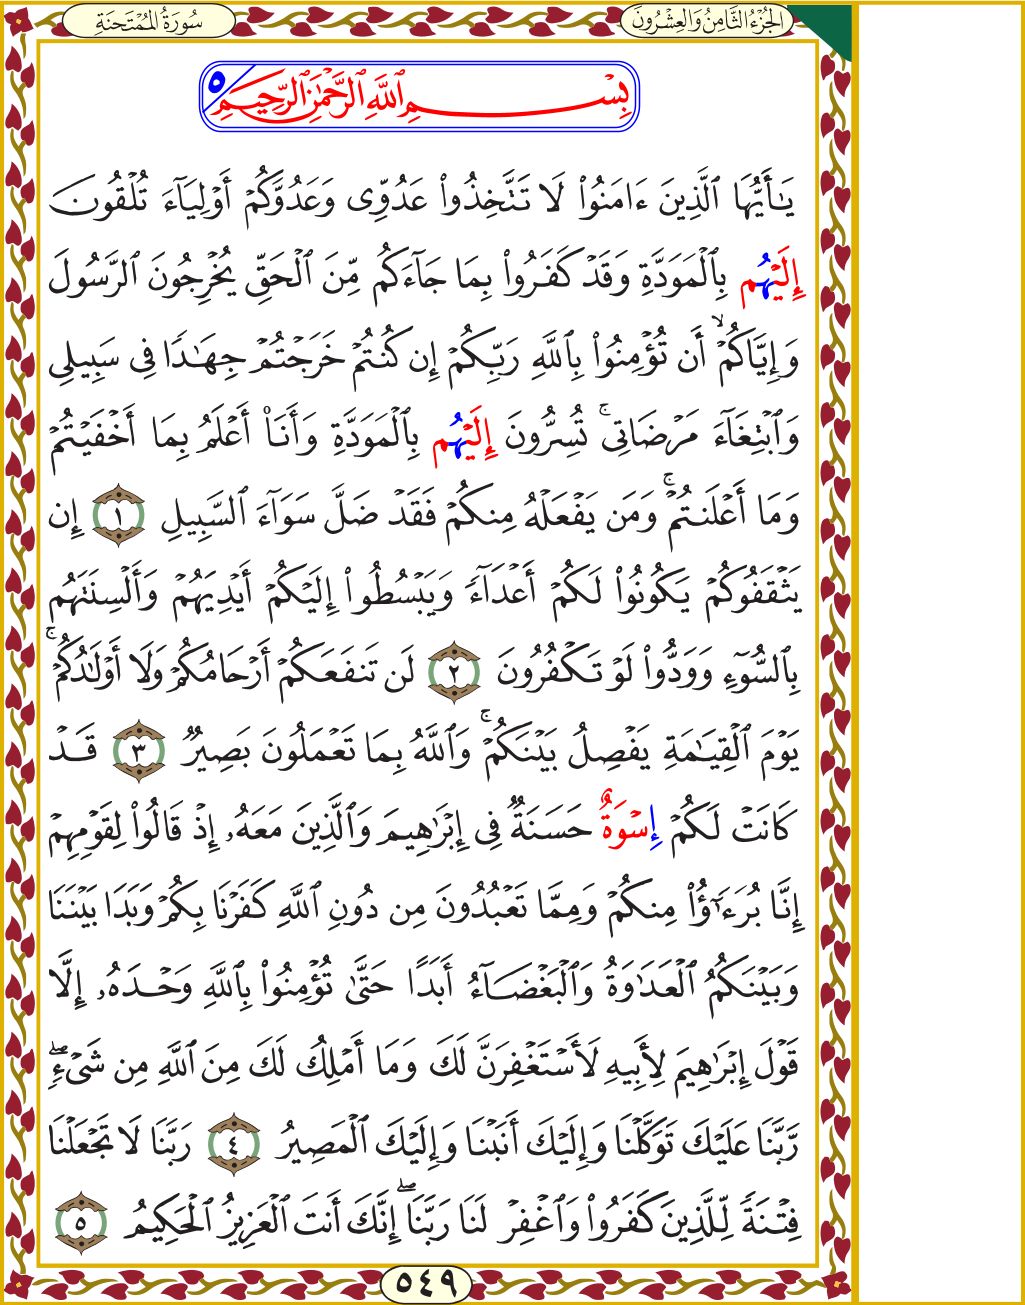 سُورَةُ المُمْتَحَنَةِ
الجُزْءُ الثَّامِنُ وَالعِشْرُونَ
بِسْمِ ٱللَّهِ ٱلرَّحْمَٰنِ ٱلرَّحِيمِ ٥
يَٰٓأَيُّهَا ٱلَّذِينَ ءَامَنُوا۟ لَا تَتَّخِذُوا۟ عَدُوِّى وَعَدُوَّكُمْ أَوْلِيَآءَ تُلْقُونَ
إِلَيْهُم بِٱلْمَوَدَّةِ وَقَدْ كَفَرُوا۟ بِمَا جَآءَكُم مِّنَ ٱلْحَقِّ يُخْرِجُونَ ٱلرَّسُولَ
وَإِيَّاكُمْ ۙ أَن تُؤْمِنُوا۟ بِٱللَّهِ رَبِّكُمْ إِن كُنتُمْ خَرَجْتُمْ جِهَٰدًا فِى سَبِيلِى
وَٱبْتِغَآءَ مَرْضَاتِى ۚ تُسِرُّونَ إِلَيْهُم بِٱلْمَوَدَّةِ وَأَنَا۠ أَعْلَمُ بِمَآ أَخْفَيْتُمْ
وَمَآ أَعْلَنتُمْ ۚ وَمَن يَفْعَلْهُ مِنكُمْ فَقَدْ ضَلَّ سَوَآءَ ٱلسَّبِيلِ ١ إِن
يَثْقَفُوكُمْ يَكُونُوا۟ لَكُمْ أَعْدَآءً وَيَبْسُطُوٓا۟ إِلَيْكُمْ أَيْدِيَهُمْ وَأَلْسِنَتَهُم
بِٱلسُّوٓءِ وَوَدُّوا۟ لَوْ تَكْفُرُونَ ٢ لَن تَنفَعَكُمْ أَرْحَامُكُمْ وَلَآ أَوْلَٰدُكُمْ ۚ
يَوْمَ ٱلْقِيَٰمَةِ يَفْصِلُ بَيْنَكُمْ ۚ وَٱللَّهُ بِمَا تَعْمَلُونَ بَصِيرٌ ٣ قَدْ
كَانَتْ لَكُمْ إِسْوَةٌ حَسَنَةٌ فِىٓ إِبْرَٰهِيمَ وَٱلَّذِينَ مَعَهُۥٓ إِذْ قَالُوا۟ لِقَوْمِهِمْ
إِنَّا بُرَءَٰٓؤُا۟ مِنكُمْ وَمِمَّا تَعْبُدُونَ مِن دُونِ ٱللَّهِ كَفَرْنَا بِكُمْ وَبَدَا بَيْنَنَا
وَبَيْنَكُمُ ٱلْعَدَٰوَةُ وَٱلْبَغْضَآءُ أَبَدًا حَتَّىٰ تُؤْمِنُوا۟ بِٱللَّهِ وَحْدَهُۥٓ إِلَّا
قَوْلَ إِبْرَٰهِيمَ لِأَبِيهِ لَأَسْتَغْفِرَنَّ لَكَ وَمَآ أَمْلِكُ لَكَ مِنَ ٱللَّهِ مِن شَىْءٍ ۖ
رَّبَّنَا عَلَيْكَ تَوَكَّلْنَا وَإِلَيْكَ أَنَبْنَا وَإِلَيْكَ ٱلْمَصِيرُ ٤ رَبَّنَا لَا تَجْعَلْنَا
فِتْنَةً لِّلَّذِينَ كَفَرُوا۟ وَٱغْفِرْ لَنَا رَبَّنَآ ۖ إِنَّكَ أَنتَ ٱلْعَزِيزُ ٱلْحَكِيمُ ٥
٥٤٩